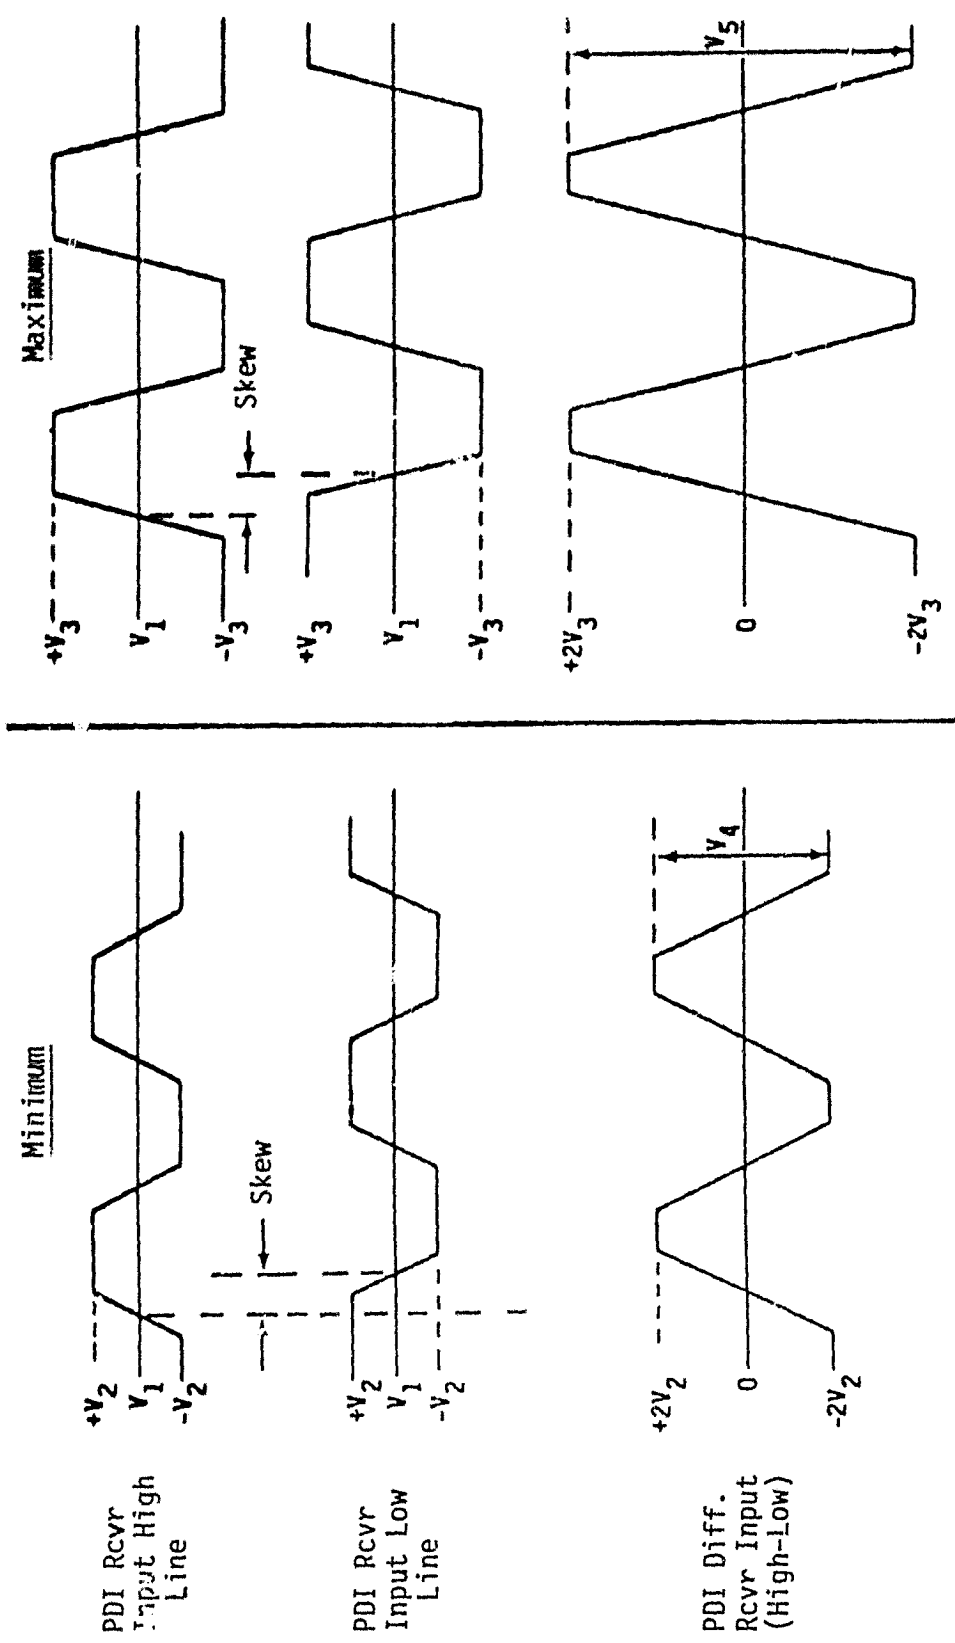 Minimum
Maximum
PDI Rcvr
Input High
Line
+V2
V1
-V2
Skew
+V3
V1
-V3
Skew
PDI Rcvr
Input Low
Line
+V2
V1
-V2
+V3
V1
-V3
PDI Diff.
Rcvr Input
(High-Low)
+2V2
0
-2V2
V4
+2V3
0
-2V3
V5